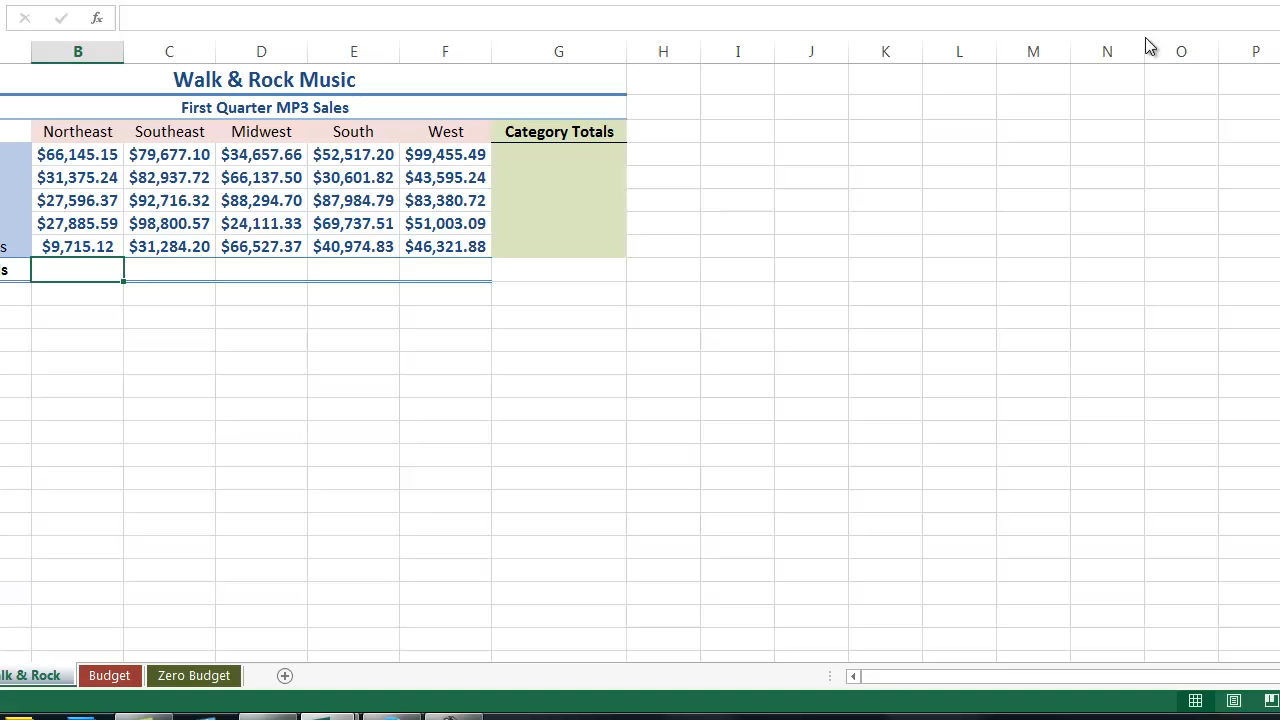 fx
B C D E F G H I J K L M N O P
Walk & Rock Music
First Quarter MP3 Sales
Northeast Southeast Midwest South West Category Totals
$66,145.15 $79,677.10 $34,657.66 $52,517.20 $99,455.49
$31,375.24 $82,937.72 $66,137.50 $30,601.82 $43,595.24
$27,596.37 $92,716.32 $88,294.70 $87,984.79 $83,380.72
$27,885.59 $98,800.57 $24,111.33 $69,737.51 $51,003.09
s $9,715.12 $31,284.20 $66,527.37 $40,974.83 $46,321.88
ls
alk & Rock Budget Zero Budget